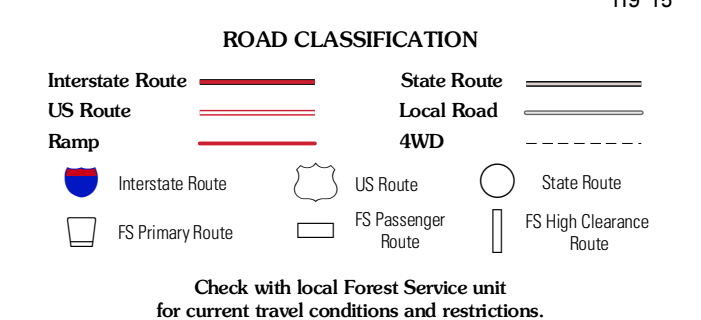 ROAD CLASSIFICATION
Interstate Route
State Route
US Route
Local Road
Ramp
4WD
Interstate Route
US Route
State Route
FS Primary Route
FS Passenger
Route
FS High Clearance
Route
Check with local Forest Service unit
for current travel conditions and restrictions.